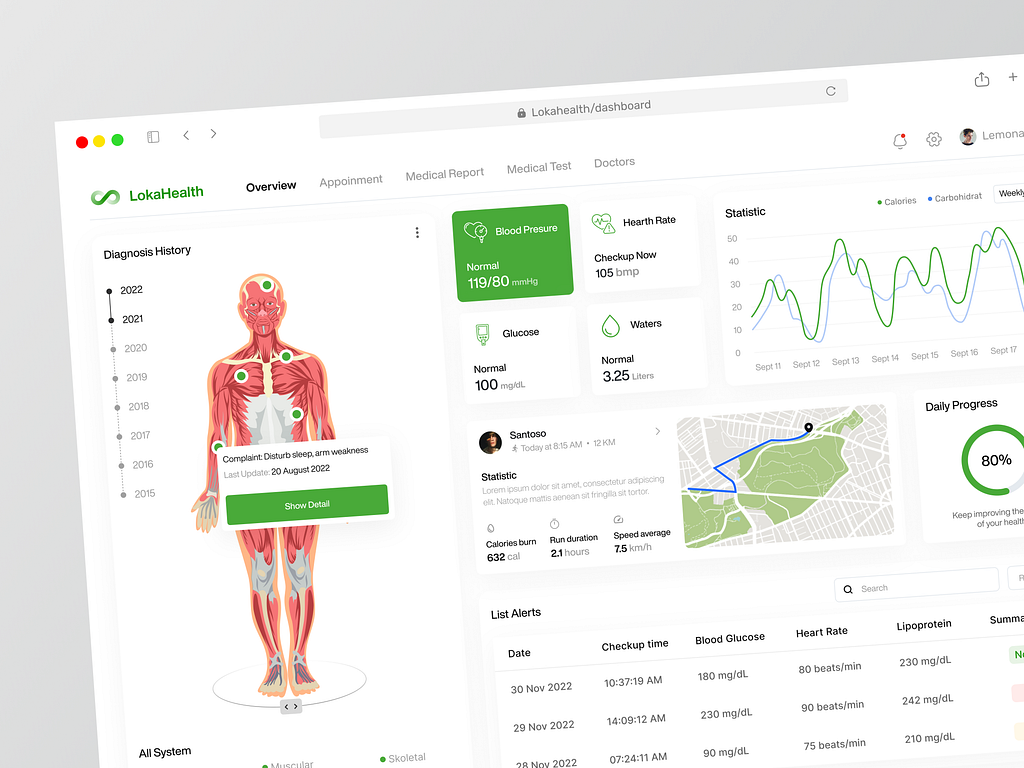 Lokahealth/dashboard
LokaHealth
Overview
Appoinment
Medical Report
Medical Test
Doctors
Diagnosis History
2022
2021
2020
2019
2018
2017
2016
2015
Complaint: Disturb sleep, arm weakness
Last Update: 20 August 2022
Show Detail
All System
Muscular
Skoletal
Blood Presure
Normal
119/80 mmHg
Hearth Rate
Checkup Now
105 bmp
Glucose
Normal
100 mg/dL
Waters
Normal
3.25 Liters
Statistic
Calories
Carbohidrat
50
40
30
20
10
0
Sept 11
Sept 12
Sept 13
Sept 14
Sept 15
Sept 16
Sept 17
Santoso
Today at 8:15 AM • 12 KM
Statistic
Lorem ipsum dolor sit amet, consectetur adipiscing
elit. Natoque mattis aenean sit fringilla sit tortor.
Calories burn
632 cal
Run duration
2.1 hours
Speed average
7.5 km/h
Daily Progress
80%
Keep improving the
of your health
List Alerts
Search
Date Checkup time Blood Glucose Heart Rate Lipoprotein
30 Nov 2022 10:37:19 AM 180 mg/dL 80 beats/min 230 mg/dL
29 Nov 2022 14:09:12 AM 230 mg/dL 90 beats/min 242 mg/dL
28 Nov 2022 07:24:11 AM 90 mg/dL 75 beats/min 210 mg/dL